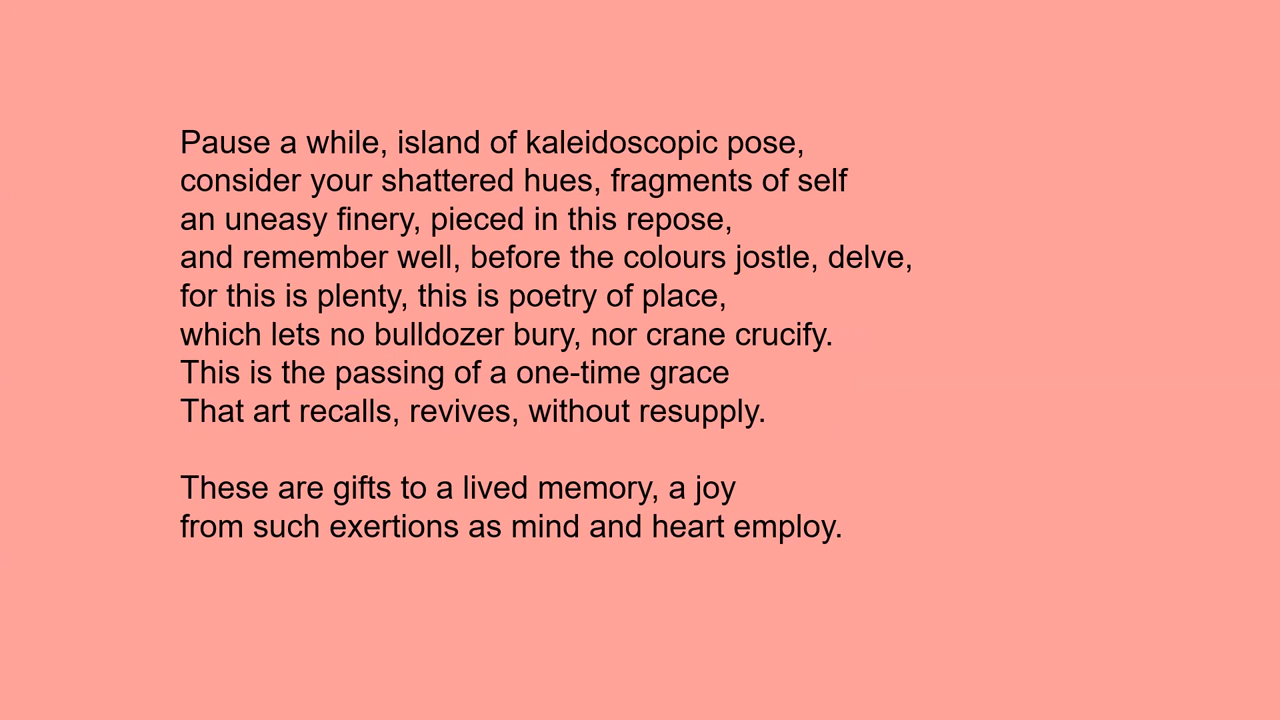 Pause a while, island of kaleidoscopic pose,
consider your shattered hues, fragments of self
an uneasy finery, pieced in this repose,
and remember well, before the colours jostle, delve,
for this is plenty, this is poetry of place,
which lets no bulldozer bury, nor crane crucify.
This is the passing of a one-time grace
That art recalls, revives, without resupply.

These are gifts to a lived memory, a joy
from such exertions as mind and heart employ.